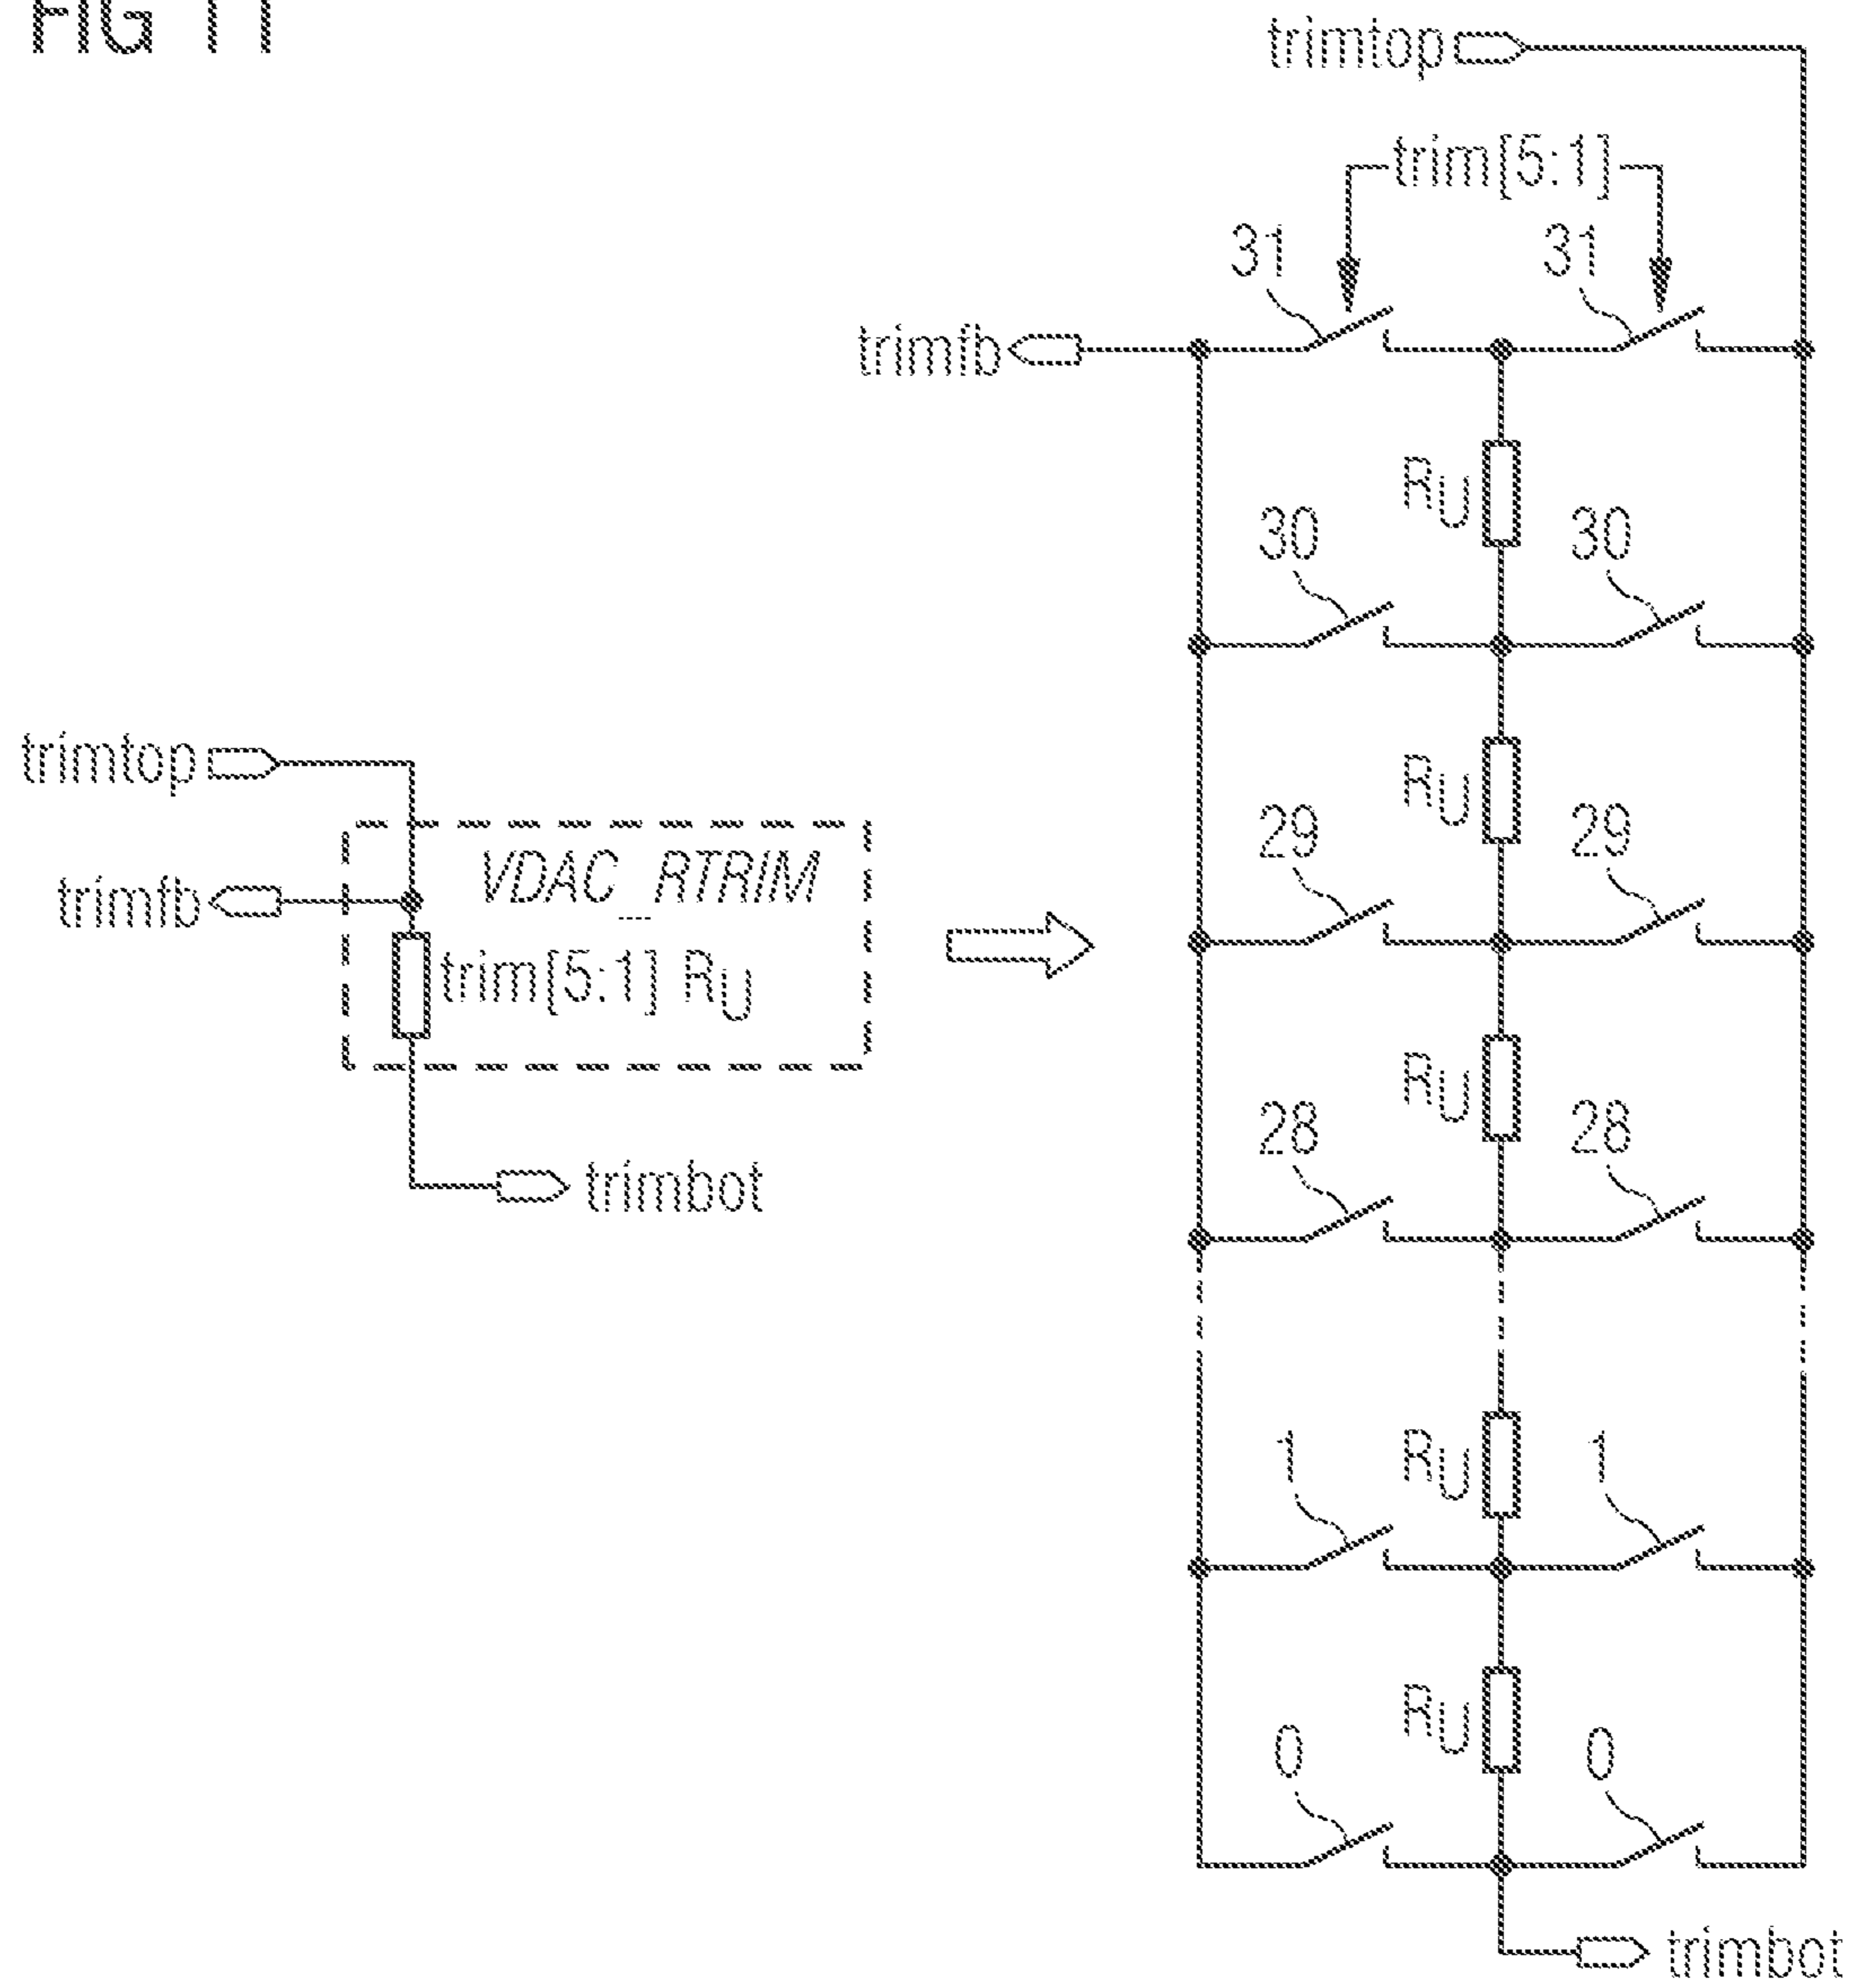 FIG 11
trimtop
trim[5:1]
31 31
trimfb
RU
30 30
RU
29 29
RU
28 28
RU
1 1
RU
0 0
trimbot
trimtop
trimfb
VDAC_RTRIM
trim[5:1] RU
trimbot